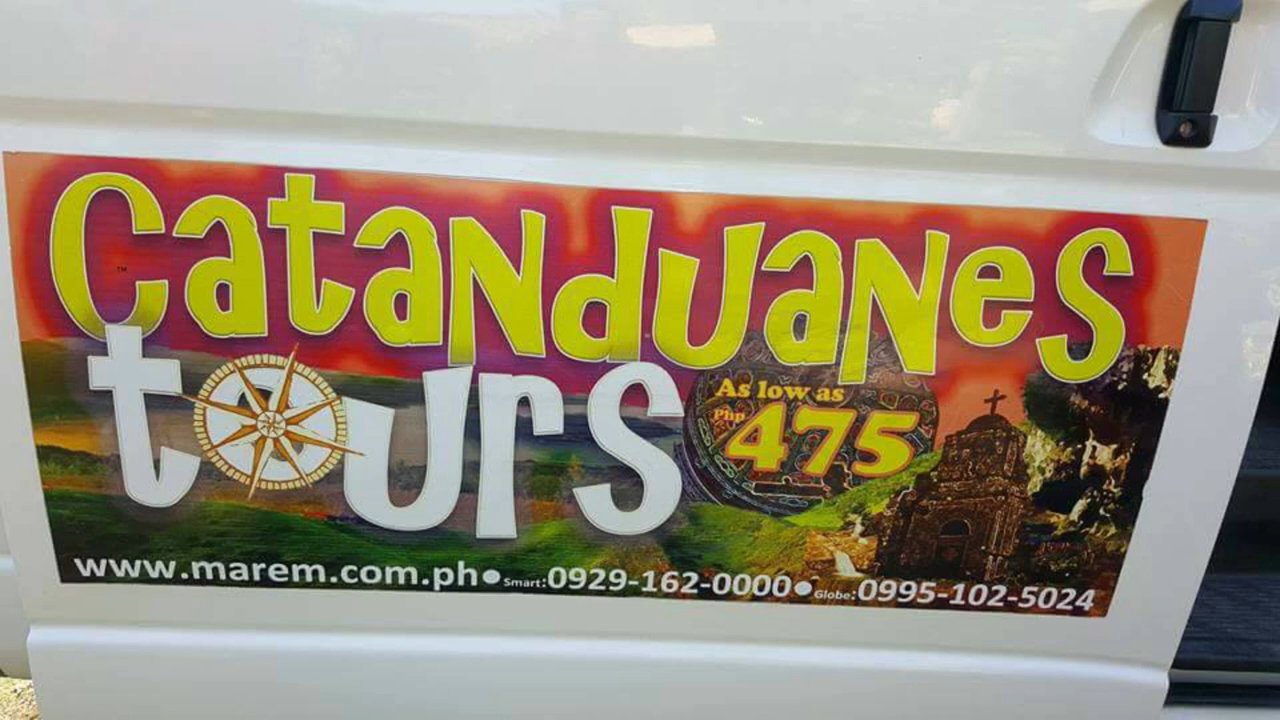 Catanduanes
TM
tours
As low as
Php 475
www.marem.com.ph• Smart:0929-162-0000• Globe:0995-102-5024